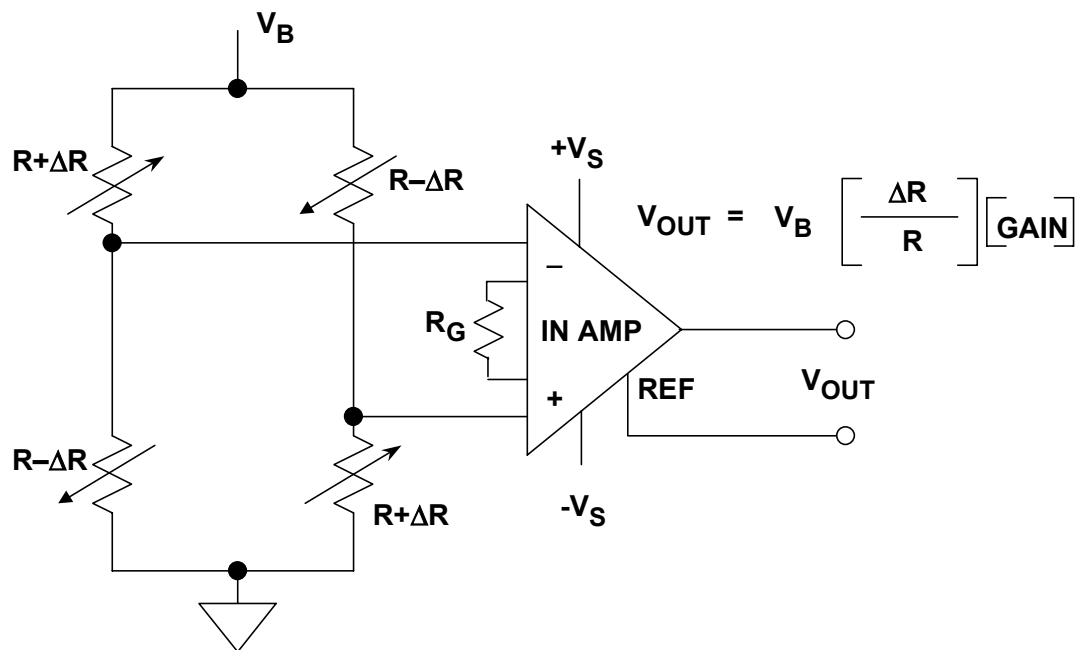 V_B
R+ΔR
R−ΔR
+V_S
V_OUT = V_B [ΔR / R] [GAIN]
−
R_G
IN AMP
+
REF
V_OUT
R−ΔR
R+ΔR
-V_S